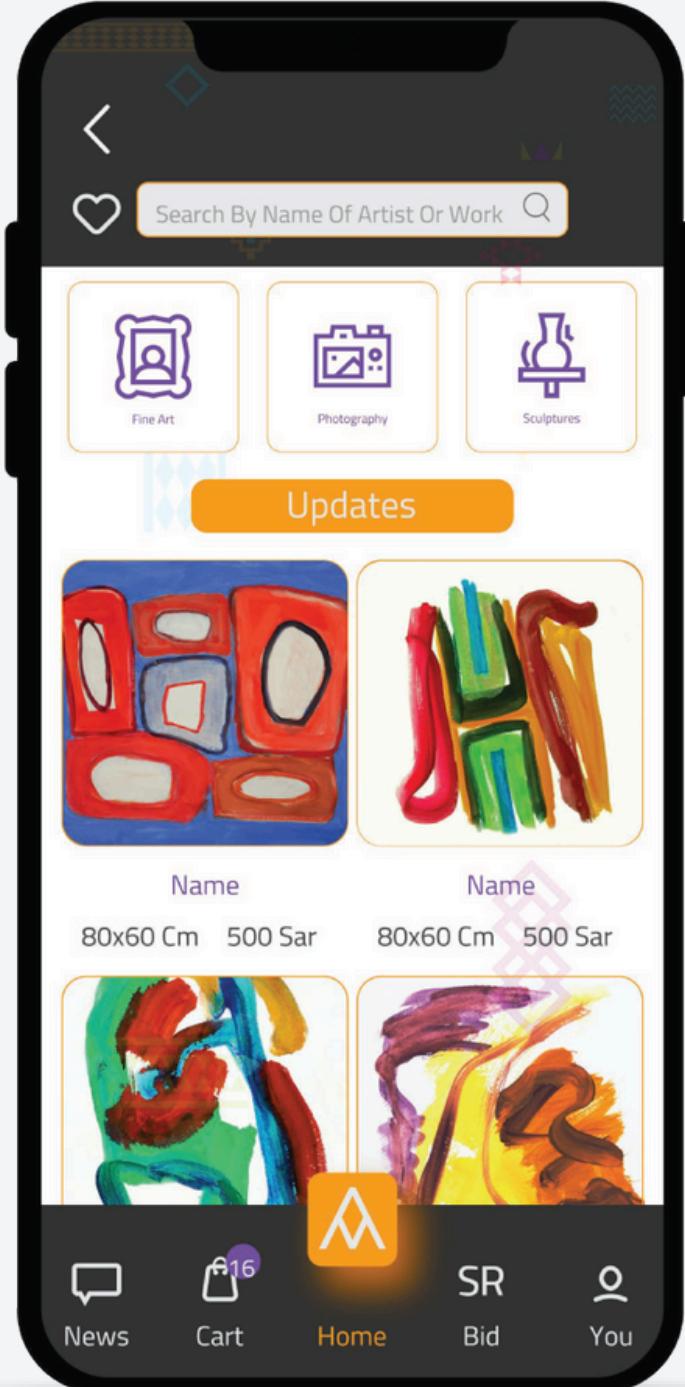 Search By Name Of Artist Or Work
Fine Art Photography Sculptures
Updates
Name Name
80x60 Cm 500 Sar 80x60 Cm 500 Sar
16 SR
News Cart Home Bid You